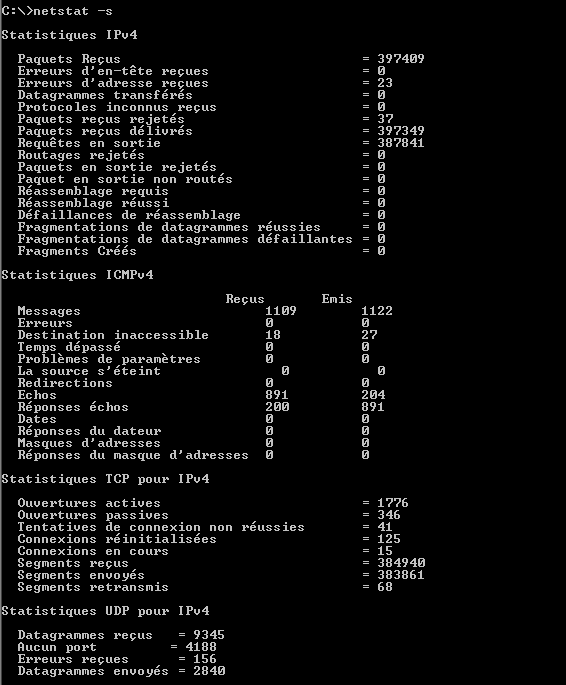 C:\>netstat -s
Statistiques IPv4
Paquets Reçus = 397409
Erreurs d'en-tête reçues = 0
Erreurs d'adresse reçues = 23
Datagrammes transférés = 0
Protocoles inconnus reçus = 0
Paquets reçus rejetés = 37
Paquets reçus délivrés = 397349
Requêtes en sortie = 387841
Routages rejetés = 0
Paquets en sortie rejetés = 0
Paquet en sortie non routés = 0
Réassemblage requis = 0
Réassemblage réussi = 0
Défaillances de réassemblage = 0
Fragmentations de datagrammes réussies = 0
Fragmentations de datagrammes défaillantes = 0
Fragments Créés = 0
Statistiques ICMPv4
Reçus Emis
Messages 1109 1122
Erreurs 0 0
Destination inaccessible 18 27
Temps dépassé 0 0
Problèmes de paramètres 0 0
La source s'éteint 0 0
Redirections 0 0
Echos 891 204
Réponses échos 200 891
Dates 0 0
Réponses du dateur 0 0
Masques d'adresses 0 0
Réponses du masque d'adresses 0 0
Statistiques TCP pour IPv4
Ouvertures actives = 1776
Ouvertures passives = 346
Tentatives de connexion non réussies = 41
Connexions réinitialisées = 125
Connexions en cours = 15
Segments reçus = 384940
Segments envoyés = 383861
Segments retransmis = 68
Statistiques UDP pour IPv4
Datagrammes reçus = 9345
Aucun port = 4188
Erreurs reçues = 156
Datagrammes envoyés = 2840